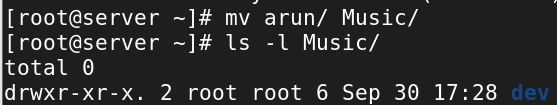 [root@server ~]# mv arun/ Music/
[root@server ~]# ls -l Music/
total 0
drwxr-xr-x. 2 root root 6 Sep 30 17:28 dev